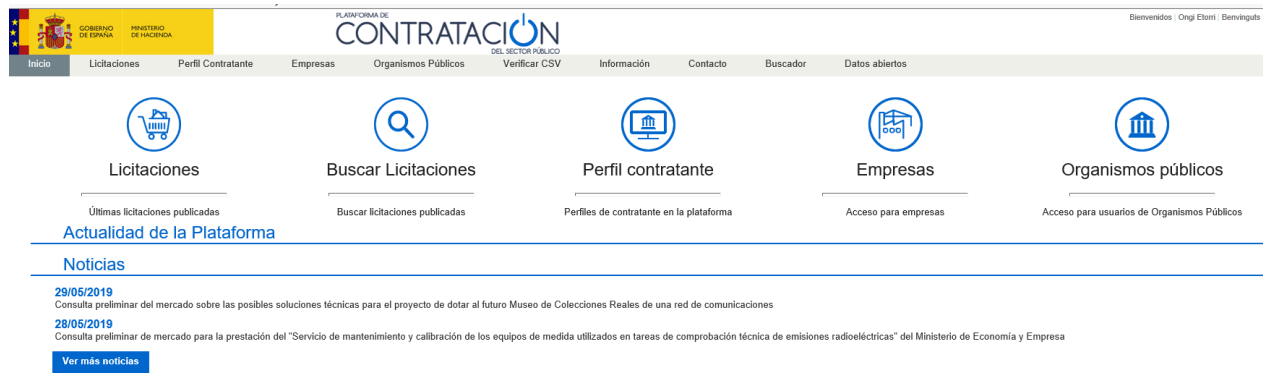 GOBIERNO
DE ESPAÑA
MINISTERIO
DE HACIENDA
PLATAFORMA DE
CONTRATACIÓN
DEL SECTOR PÚBLICO
Bienvenidos | Ongi Etorri | Benvinguts
Inicio Licitaciones Perfil Contratante Empresas Organismos Públicos Verificar CSV Información Contacto Buscador Datos abiertos
Licitaciones Buscar Licitaciones Perfil contratante Empresas Organismos públicos
Últimas licitaciones publicadas Buscar licitaciones publicadas Perfiles de contratante en la plataforma Acceso para empresas Acceso para usuarios de Organismos Públicos
Actualidad de la Plataforma
Noticias
29/05/2019
Consulta preliminar del mercado sobre las posibles soluciones técnicas para el proyecto de dotar al futuro Museo de Colecciones Reales de una red de comunicaciones
28/05/2019
Consulta preliminar de mercado para la prestación del "Servicio de mantenimiento y calibración de los equipos de medida utilizados en tareas de comprobación técnica de emisiones radioeléctricas" del Ministerio de Economía y Empresa
Ver más noticias